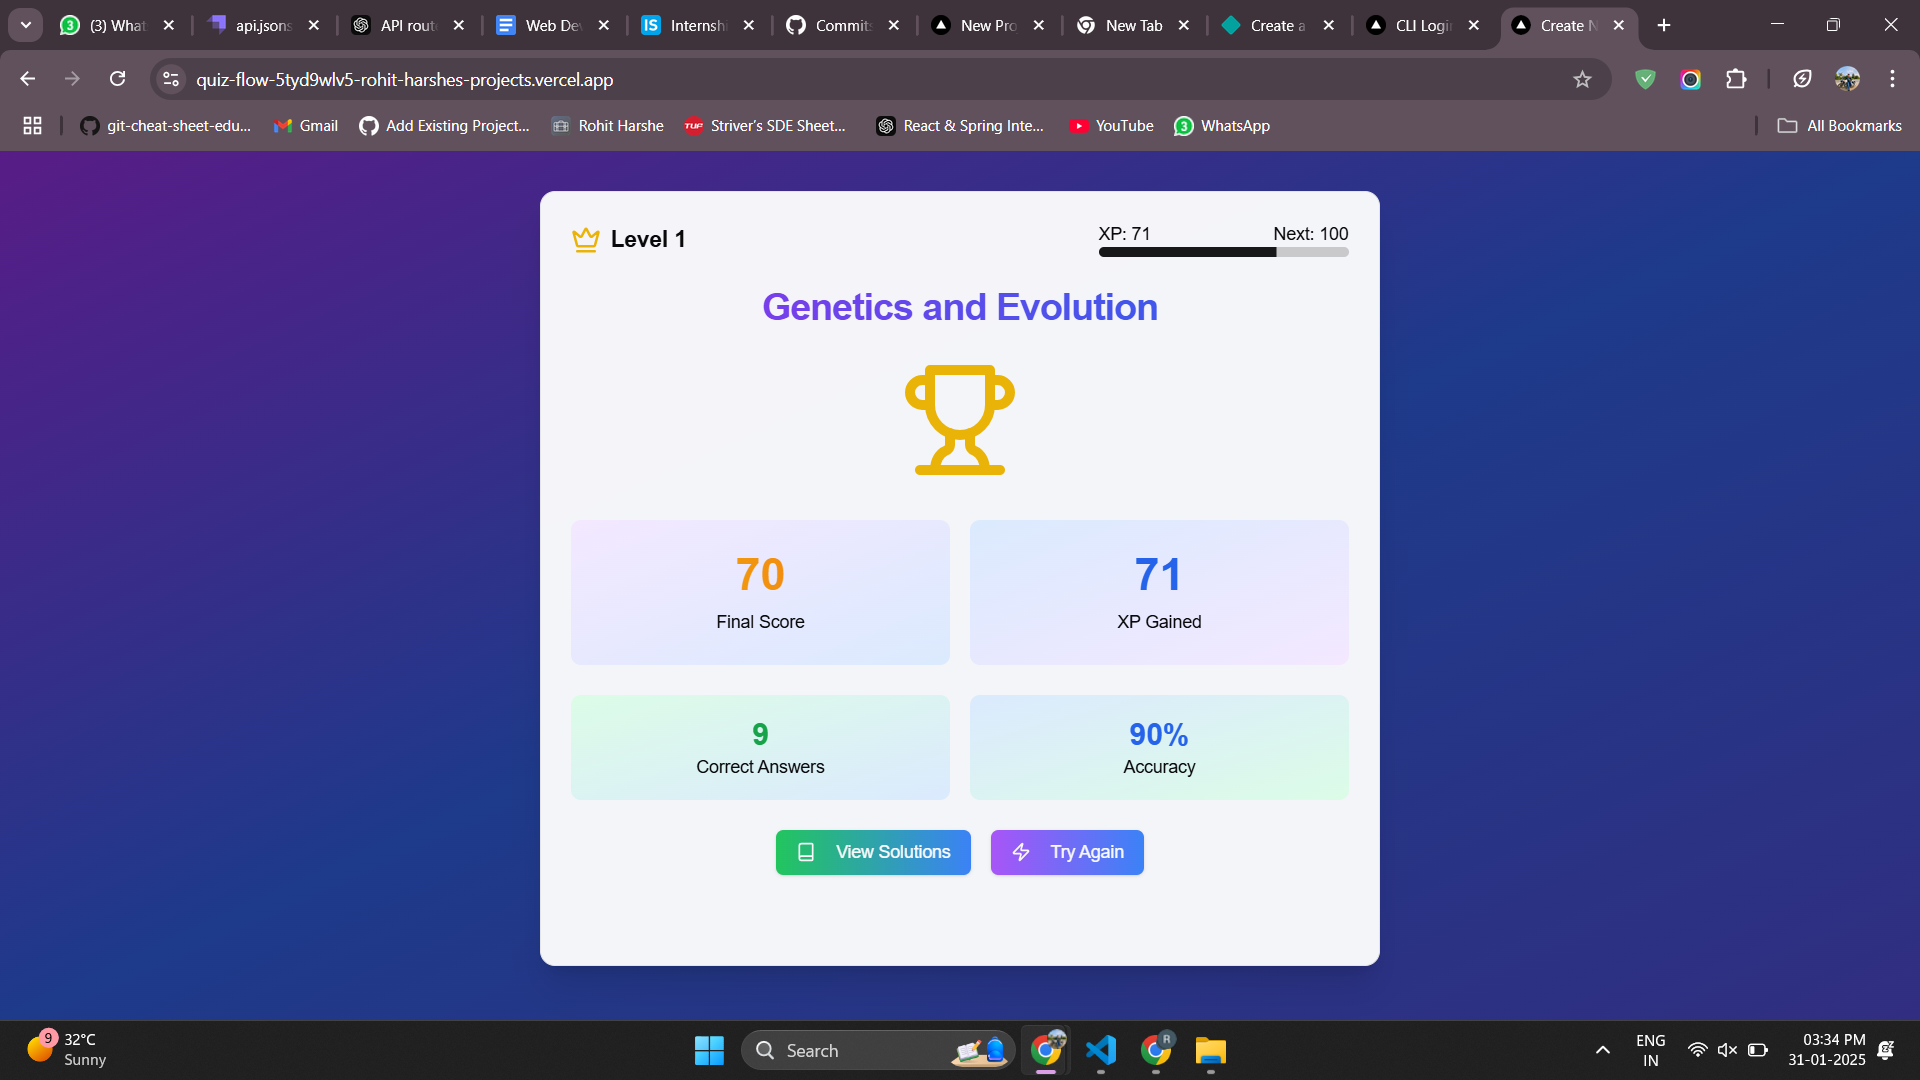 (3) What
api.jsons
API rout
Web De
Internsh
Commits
New Pro
New Tab
Create a
CLI Logi
Create N
quiz-flow-5tyd9wlv5-rohit-harshes-projects.vercel.app
git-cheat-sheet-edu...
Gmail
Add Existing Project...
Rohit Harshe
TUF
Striver's SDE Sheet...
React & Spring Inte...
YouTube
3
WhatsApp
All Bookmarks
Level 1
XP: 71
Next: 100
Genetics and Evolution
70
Final Score
71
XP Gained
9
Correct Answers
90%
Accuracy
View Solutions
Try Again
9
32°C
Sunny
Search
R
ENG
IN
03:34 PM
31-01-2025